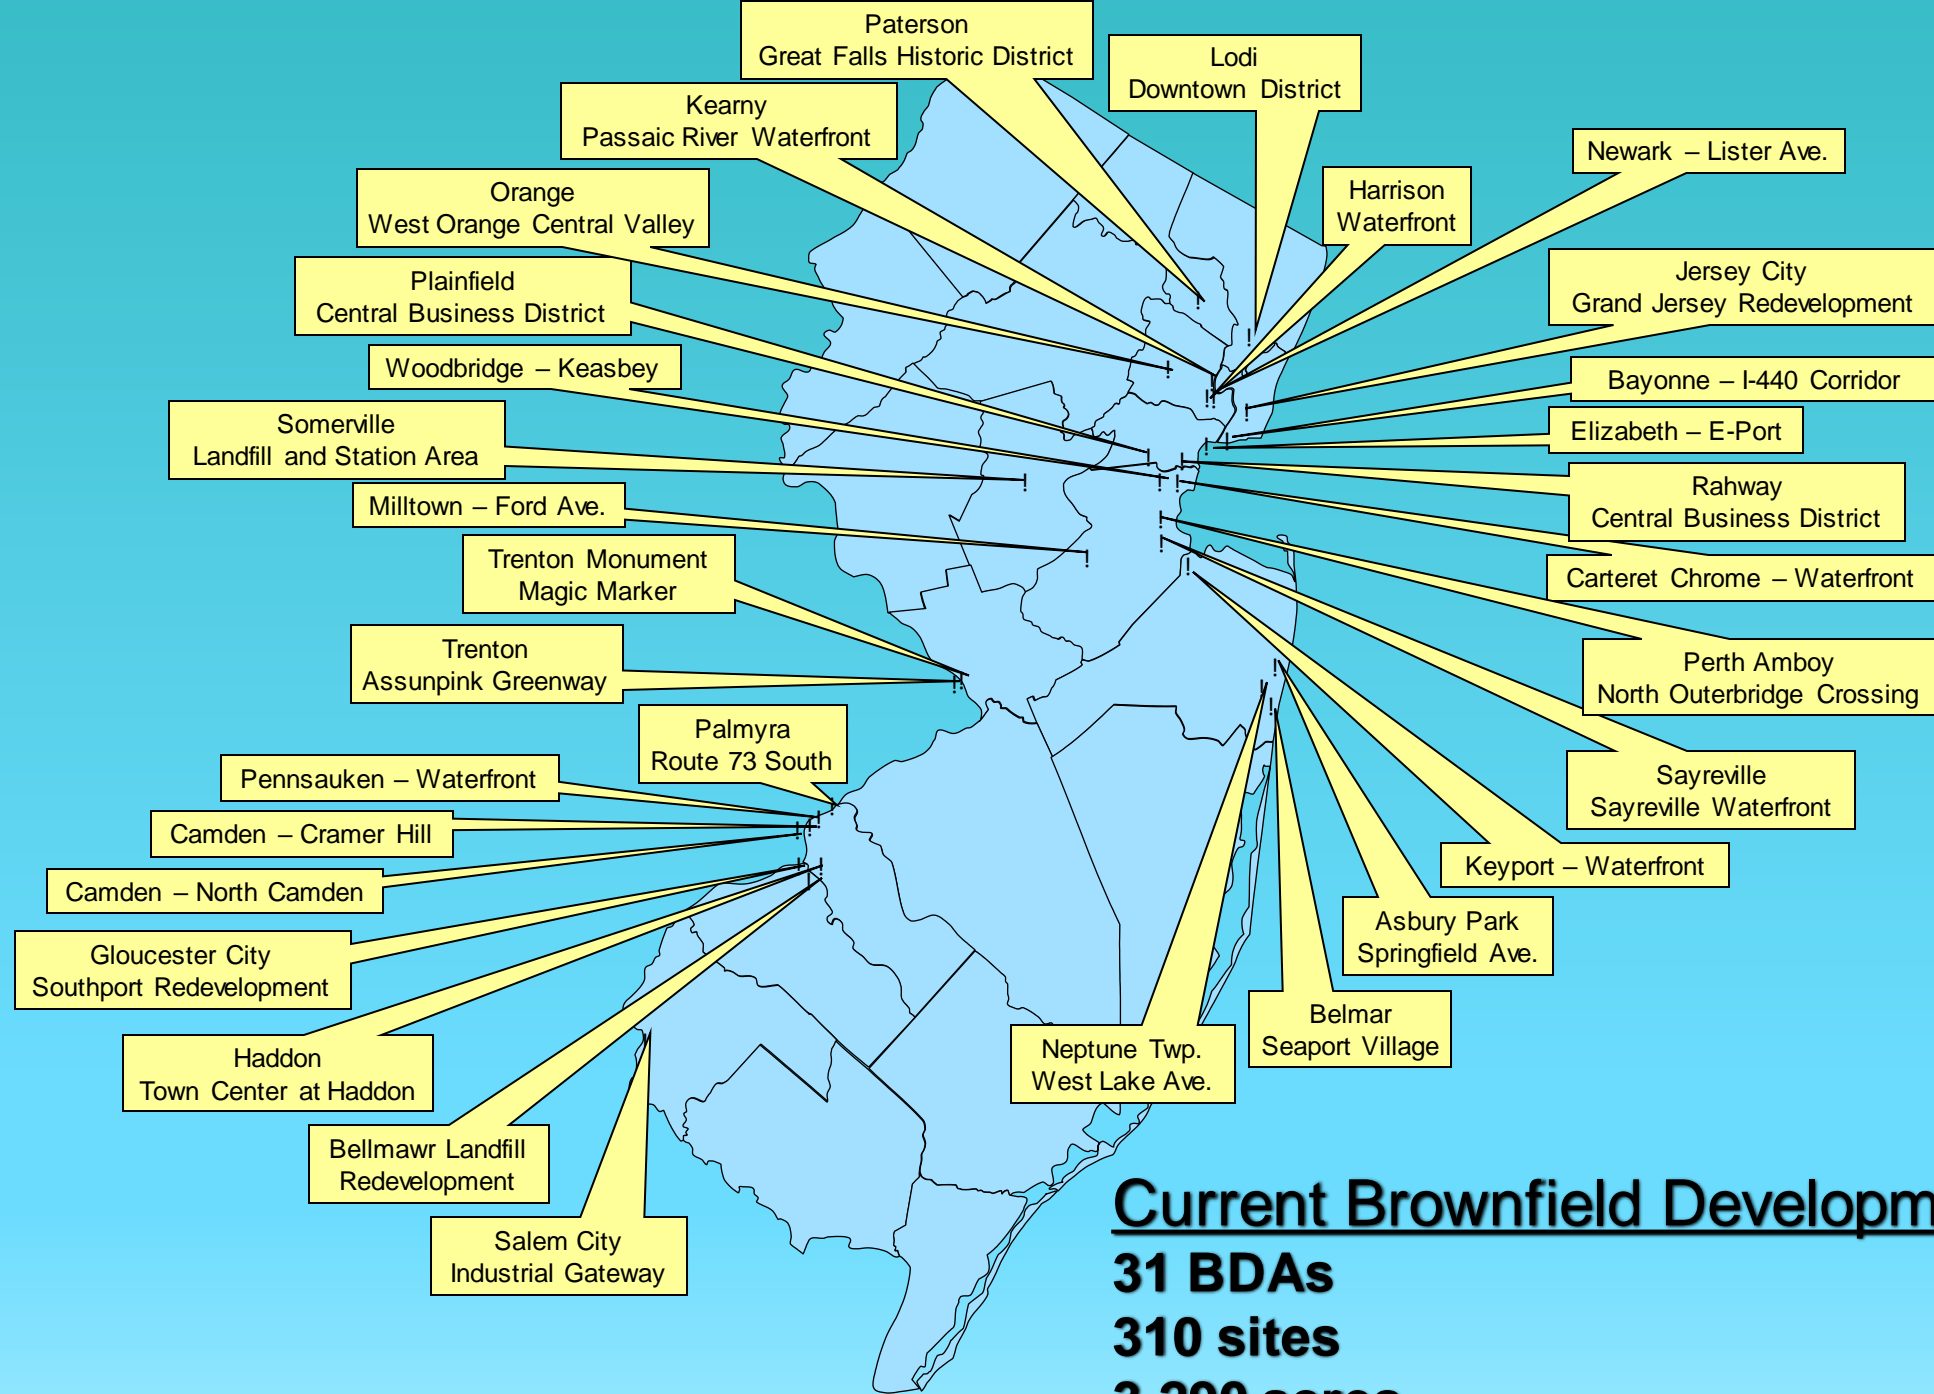 Paterson
Great Falls Historic District
Lodi
Downtown District
Kearny
Passaic River Waterfront
Newark – Lister Ave.
Harrison
Waterfront
Orange
West Orange Central Valley
Jersey City
Grand Jersey Redevelopment
Plainfield
Central Business District
Woodbridge – Keasbey
Bayonne – I-440 Corridor
Somerville
Landfill and Station Area
Elizabeth – E-Port
Milltown – Ford Ave.
Rahway
Central Business District
Trenton Monument
Magic Marker
Carteret Chrome – Waterfront
Trenton
Assunpink Greenway
Perth Amboy
North Outerbridge Crossing
Palmyra
Route 73 South
Pennsauken – Waterfront
Sayreville
Sayreville Waterfront
Camden – Cramer Hill
Keyport – Waterfront
Camden – North Camden
Asbury Park
Springfield Ave.
Gloucester City
Southport Redevelopment
Belmar
Seaport Village
Neptune Twp.
West Lake Ave.
Haddon
Town Center at Haddon
Bellmawr Landfill
Redevelopment
Salem City
Industrial Gateway
Current Brownfield Developm
31 BDAs
310 sites